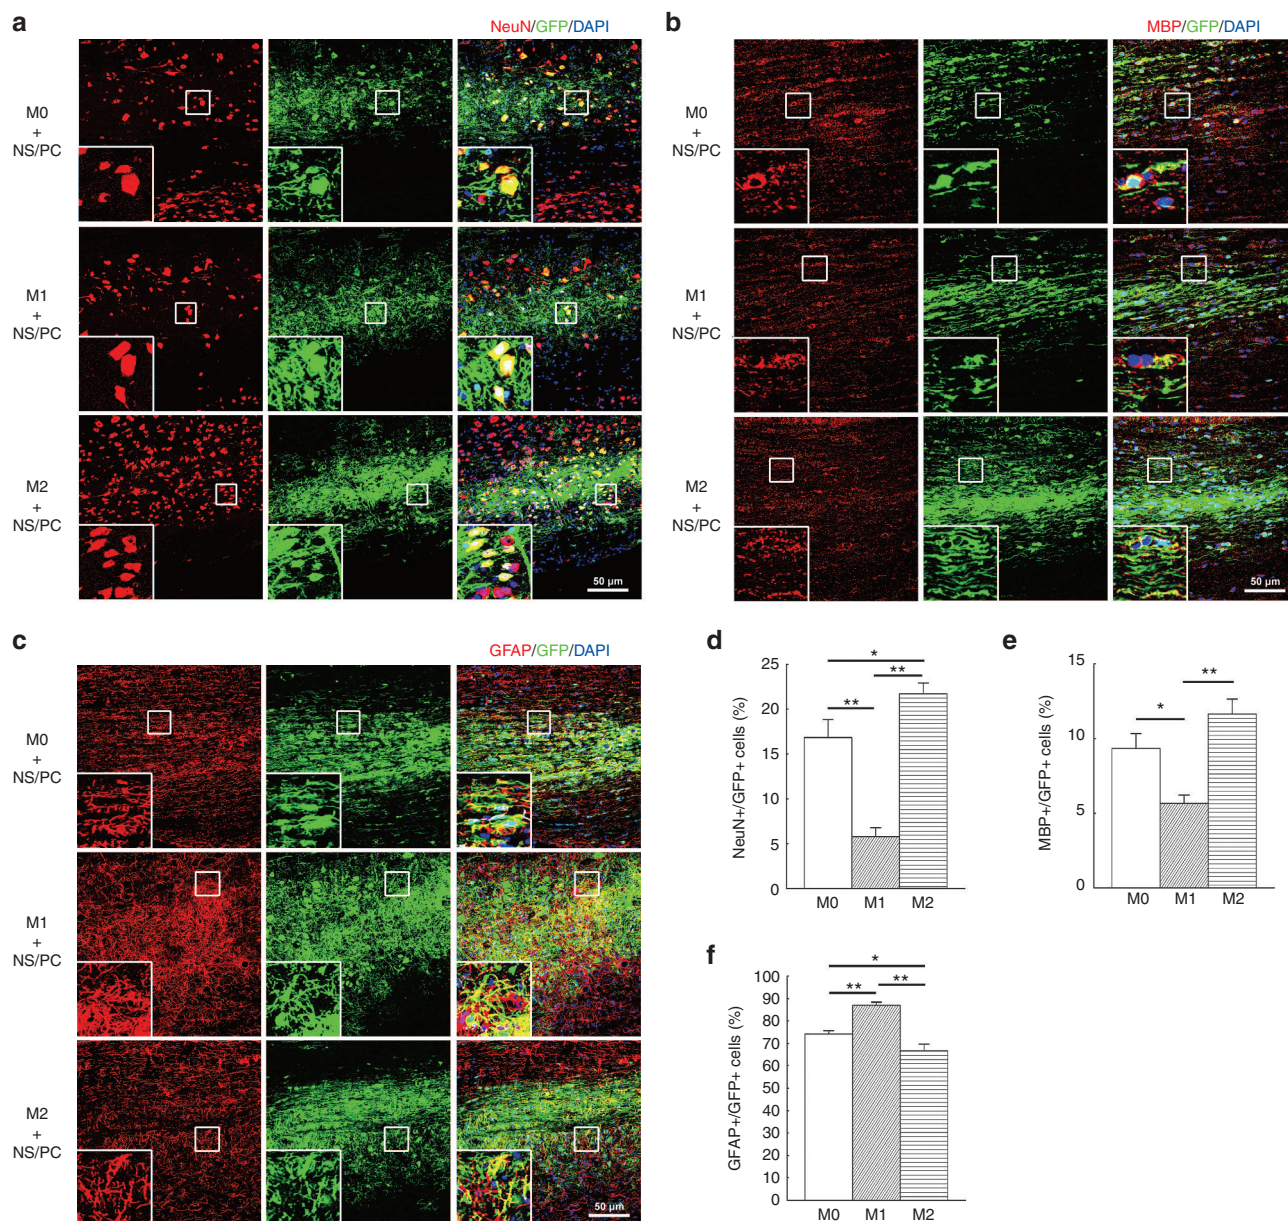 a
NeuN/GFP/DAPI
M0
+
NS/PC
M1
+
NS/PC
M2
+
NS/PC
50 µm
b
MBP/GFP/DAPI
M0
+
NS/PC
M1
+
NS/PC
M2
+
NS/PC
50 µm
c
GFAP/GFP/DAPI
M0
+
NS/PC
M1
+
NS/PC
M2
+
NS/PC
50 µm
d
NeuN+/GFP+ cells (%)
25
20
15
10
5
0
*
**
**
M0 M1 M2
e
MBP+/GFP+ cells (%)
15
10
5
0
**
*
M0 M1 M2
f
GFAP+/GFP+ cells (%)
100
90
80
70
60
50
40
30
20
10
0
*
**
**
M0 M1 M2